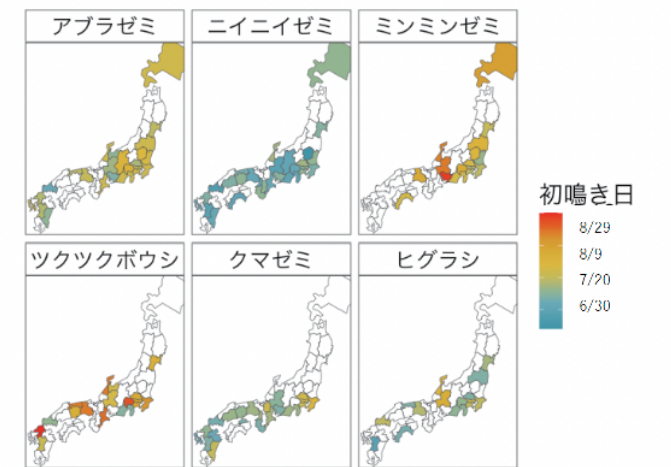 アブラゼミ
ニイニイゼミ
ミンミンゼミ
初鳴き_日
8/29
8/9
7/20
6/30
ツクツクボウシ
クマゼミ
ヒグラシ